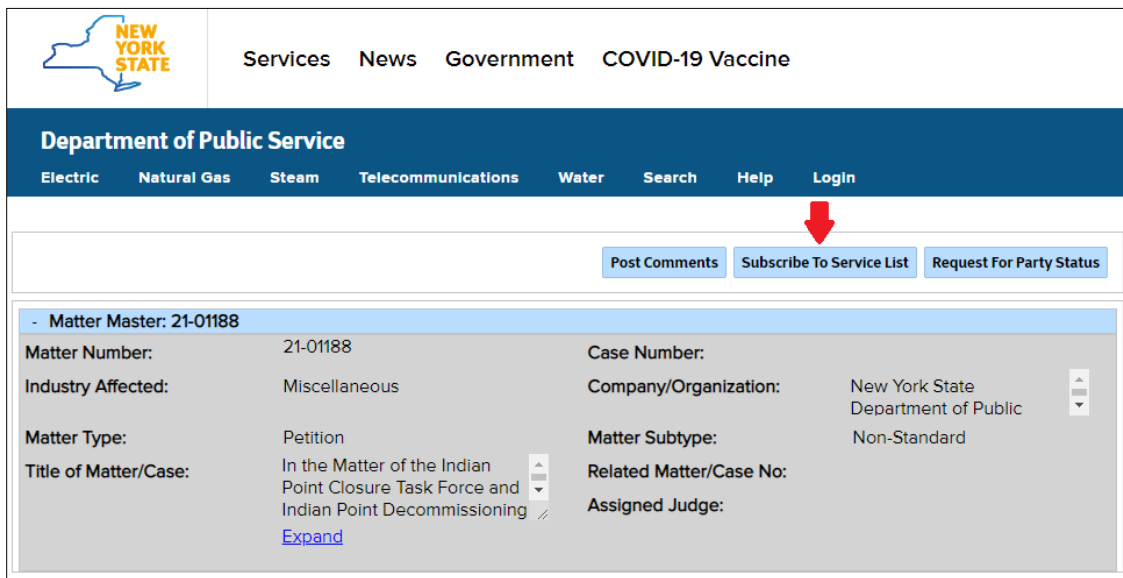 NEW
YORK
STATE
Services News Government COVID-19 Vaccine
Department of Public Service
Electric Natural Gas Steam Telecommunications Water Search Help Login
Post Comments Subscribe To Service List Request For Party Status
- Matter Master: 21-01188
Matter Number: 21-01188 Case Number:
Industry Affected: Miscellaneous Company/Organization: New York State
Department of Public
Matter Type: Petition Matter Subtype: Non-Standard
Title of Matter/Case: In the Matter of the Indian Related Matter/Case No:
Point Closure Task Force and
Indian Point Decommissioning Assigned Judge:
Expand